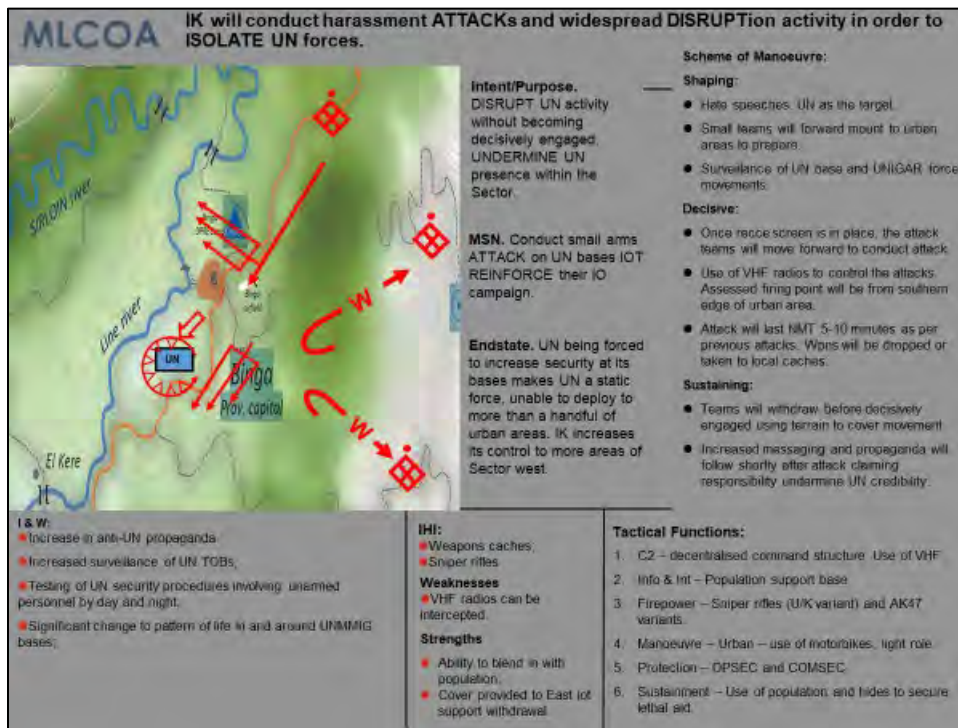 MLCOA
IK will conduct harassment ATTACKs and widespread DISRUPTion activity in order to
ISOLATE UN forces.
SIRLOIN river
Line river
Binga
UN
Binga
Prov. capital
El Kere
W
W
Intent/Purpose.
DISRUPT UN activity
without becoming
decisively engaged.
UNDERMINE UN
presence within the
Sector.
MSN. Conduct small arms
ATTACK on UN bases IOT
REINFORCE their IO
campaign.
Endstate. UN being forced
to increase security at its
bases makes UN a static
force, unable to deploy to
more than a handful of
urban areas. IK increases
its control to more areas of
Sector west.
Scheme of Manoeuvre:
Shaping:
● Hate speeches. UN as the target.
● Small teams will forward mount to urban
areas to prepare.
● Surveillance of UN base and UNIGAR force
movements.
Decisive:
● Once recce screen is in place, the attack
teams will move forward to conduct attack.
● Use of VHF radios to control the attacks.
Assessed firing point will be from southern
edge of urban area.
● Attack will last NMT 5-10 minutes as per
previous attacks. Wpns will be dropped or
taken to local caches.
Sustaining:
● Teams will withdraw before decisively
engaged using terrain to cover movement.
● Increased messaging and propaganda will
follow shortly after attack claiming
responsibility undermine UN credibility.
I & W:
● Increase in anti-UN propaganda
● Increased surveillance of UN TOBs;
● Testing of UN security procedures involving unarmed
personnel by day and night;
● Significant change to pattern of life in and around UNMMIG
bases;
IHI:
● Weapons caches;
● Sniper rifles
Weaknesses
● VHF radios can be
intercepted.
Strengths
● Ability to blend in with
population;
● Cover provided to East iot
support withdrawal
Tactical Functions:
1. C2 – decentralised command structure. Use of VHF
2. Info & Int – Population support base
3. Firepower – Sniper rifles (U/K variant) and AK47
variants.
4. Manoeuvre – Urban – use of motorbikes, light role.
5. Protection – OPSEC and COMSEC
6. Sustainment – Use of population and hides to secure
lethal aid.